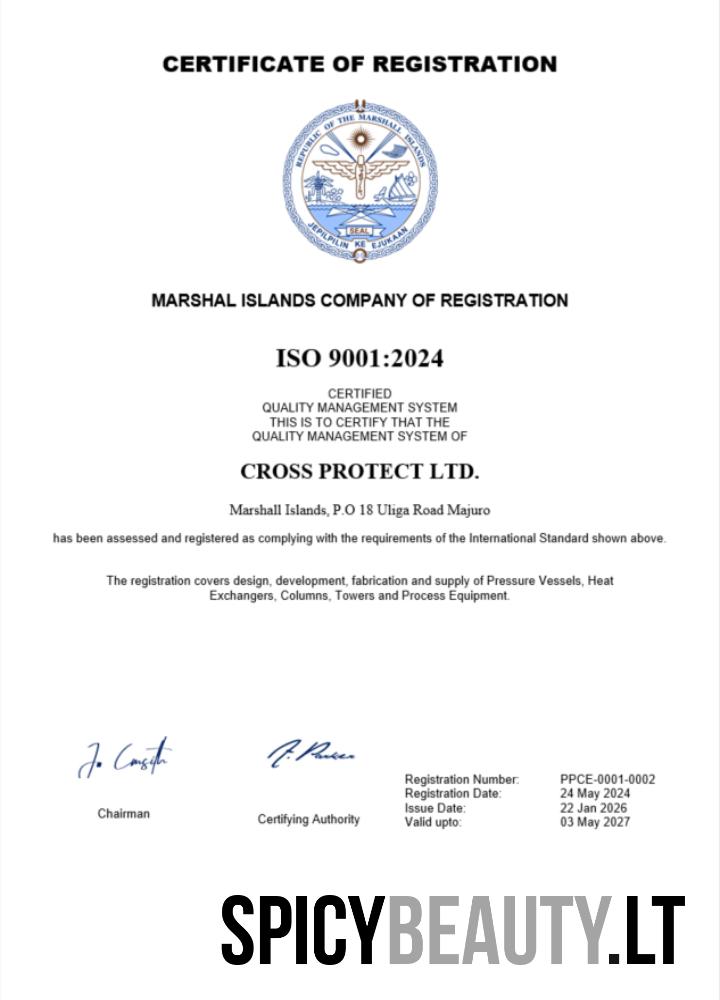 CERTIFICATE OF REGISTRATION
REPUBLIC OF THE MARSHALL ISLANDS
SEAL
JEPILPILIN KE EJUKAAN
MARSHAL ISLANDS COMPANY OF REGISTRATION
ISO 9001:2024
CERTIFIED
QUALITY MANAGEMENT SYSTEM
THIS IS TO CERTIFY THAT THE
QUALITY MANAGEMENT SYSTEM OF
CROSS PROTECT LTD.
Marshall Islands, P.O 18 Uliga Road Majuro
has been assessed and registered as complying with the requirements of the International Standard shown above.
The registration covers design, development, fabrication and supply of Pressure Vessels, Heat
Exchangers, Columns, Towers and Process Equipment.
Chairman
Certifying Authority
Registration Number: PPCE-0001-0002
Registration Date: 24 May 2024
Issue Date: 22 Jan 2026
Valid upto: 03 May 2027
SPICYBEAUTY.LT